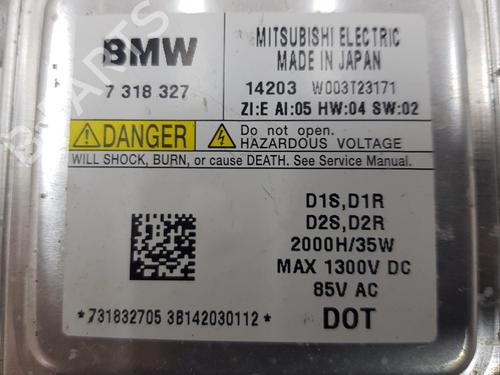 BMW
MITSUBISHI ELECTRIC
MADE IN JAPAN
7 318 327
14203 W003T23171
ZI:E AI:05 HW:04 SW:02
DANGER
Do not open.
HAZARDOUS VOLTAGE
WILL SHOCK, BURN, or cause DEATH. See Service Manual.
D1S,D1R
D2S,D2R
2000H/35W
MAX 1300V DC
85V AC
*731832705 3B142030112*
DOT